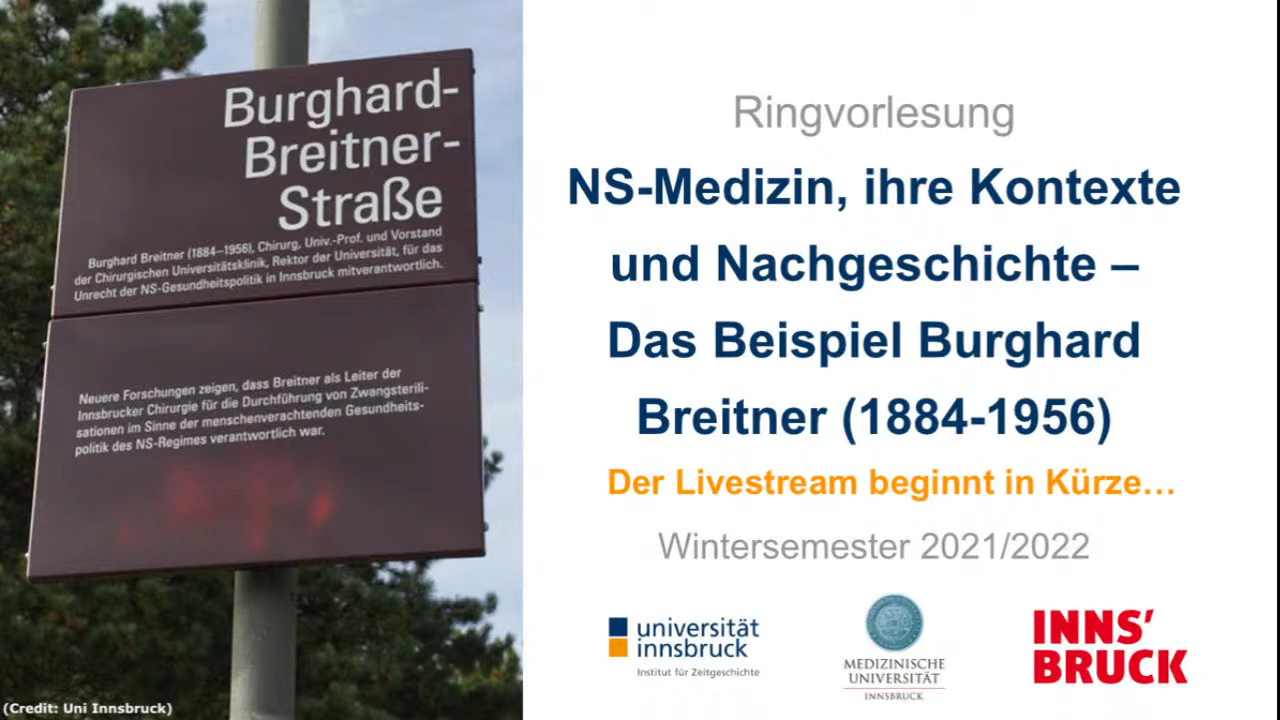 Burghard-
Breitner-
Straße
Burghard Breitner (1884–1956), Chirurg, Univ.-Prof. und Vorstand
der Chirurgischen Universitätsklinik, Rektor der Universität, für das
Unrecht der NS-Gesundheitspolitik in Innsbruck mitverantwortlich.
Neuere Forschungen zeigen, dass Breitner als Leiter der
Innsbrucker Chirurgie für die Durchführung von Zwangssterili-
sationen im Sinne der menschenverachtenden Gesundheits-
politik des NS-Regimes verantwortlich war.
(Credit: Uni Innsbruck)
Ringvorlesung
NS-Medizin, ihre Kontexte
und Nachgeschichte –
Das Beispiel Burghard
Breitner (1884-1956)
Der Livestream beginnt in Kürze…
Wintersemester 2021/2022
universität
innsbruck
Institut für Zeitgeschichte
MEDIZINISCHE
UNIVERSITÄT
INNSBRUCK
INNS'
BRUCK